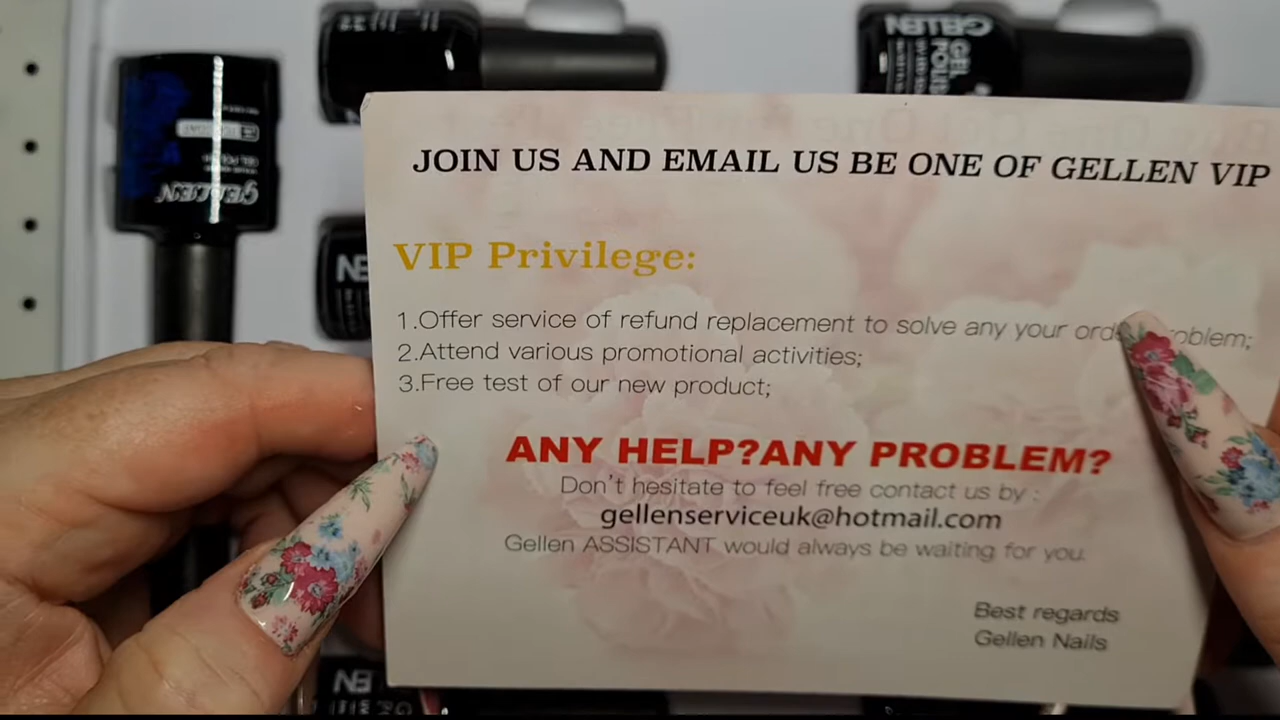 GELLEN
GEL
JOIN US AND EMAIL US BE ONE OF GELLEN VIP
VIP Privilege:
1.Offer service of refund replacement to solve any your problem;
2.Attend various promotional activities;
3.Free test of our new product;
ANY HELP?ANY PROBLEM?
Don't hesitate to feel free contact us by :
gellenserviceuk@hotmail.com
Gellen ASSISTANT would always be waiting for you.
Best regards
Gellen Nails
GELLEN
GEL POLISH
TOP COAT